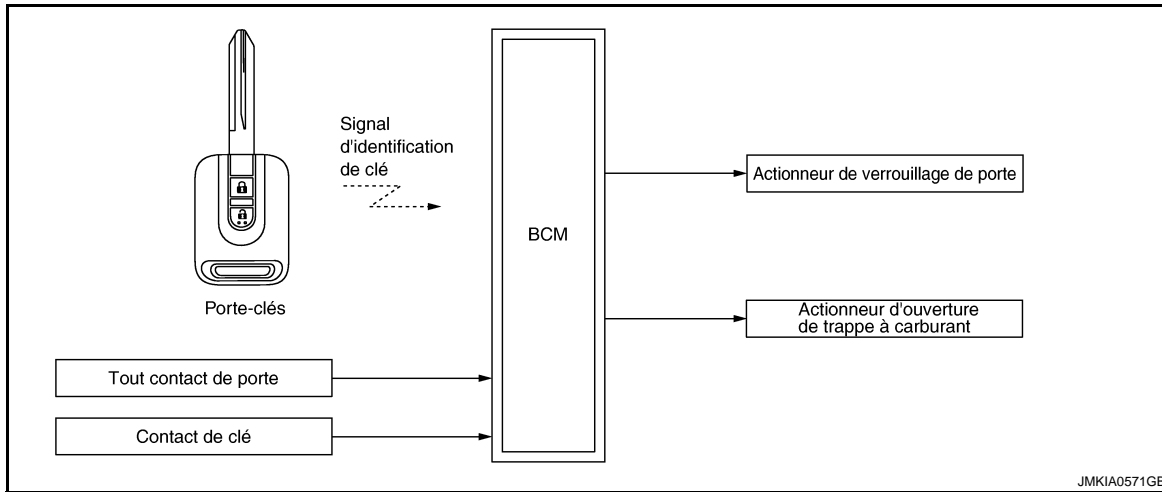 Signal
d'identification
de clé
Porte-clés
Tout contact de porte
Contact de clé
BCM
Actionneur de verrouillage de porte
Actionneur d'ouverture
de trappe à carburant
JMKIA0571GB